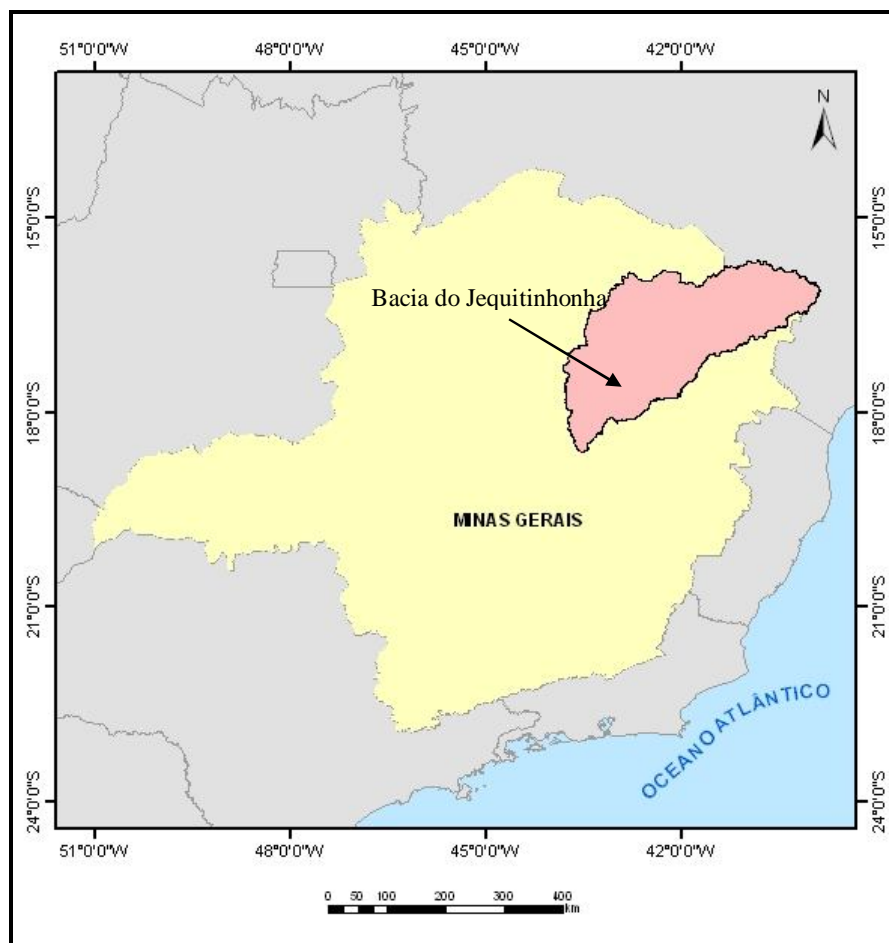 51°0'0"W 48°0'0"W 45°0'0"W 42°0'0"W
N
15°0'0"S 15°0'0"S
Bacia do Jequitinhonha
18°0'0"S 18°0'0"S
MINAS GERAIS
21°0'0"S 21°0'0"S
OCEANO ATLÂNTICO
24°0'0"S 24°0'0"S
51°0'0"W 48°0'0"W 45°0'0"W 42°0'0"W
0 50 100 200 300 400
km